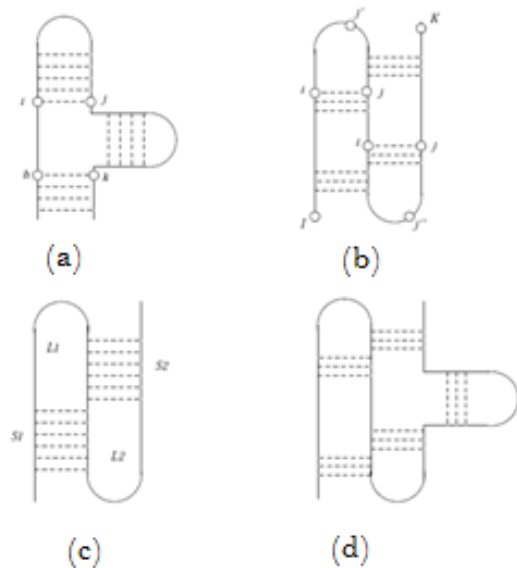 j' K
i j i j
h k i j
I j''
(a) (b)
L1 S2
S1 L2
(c) (d)